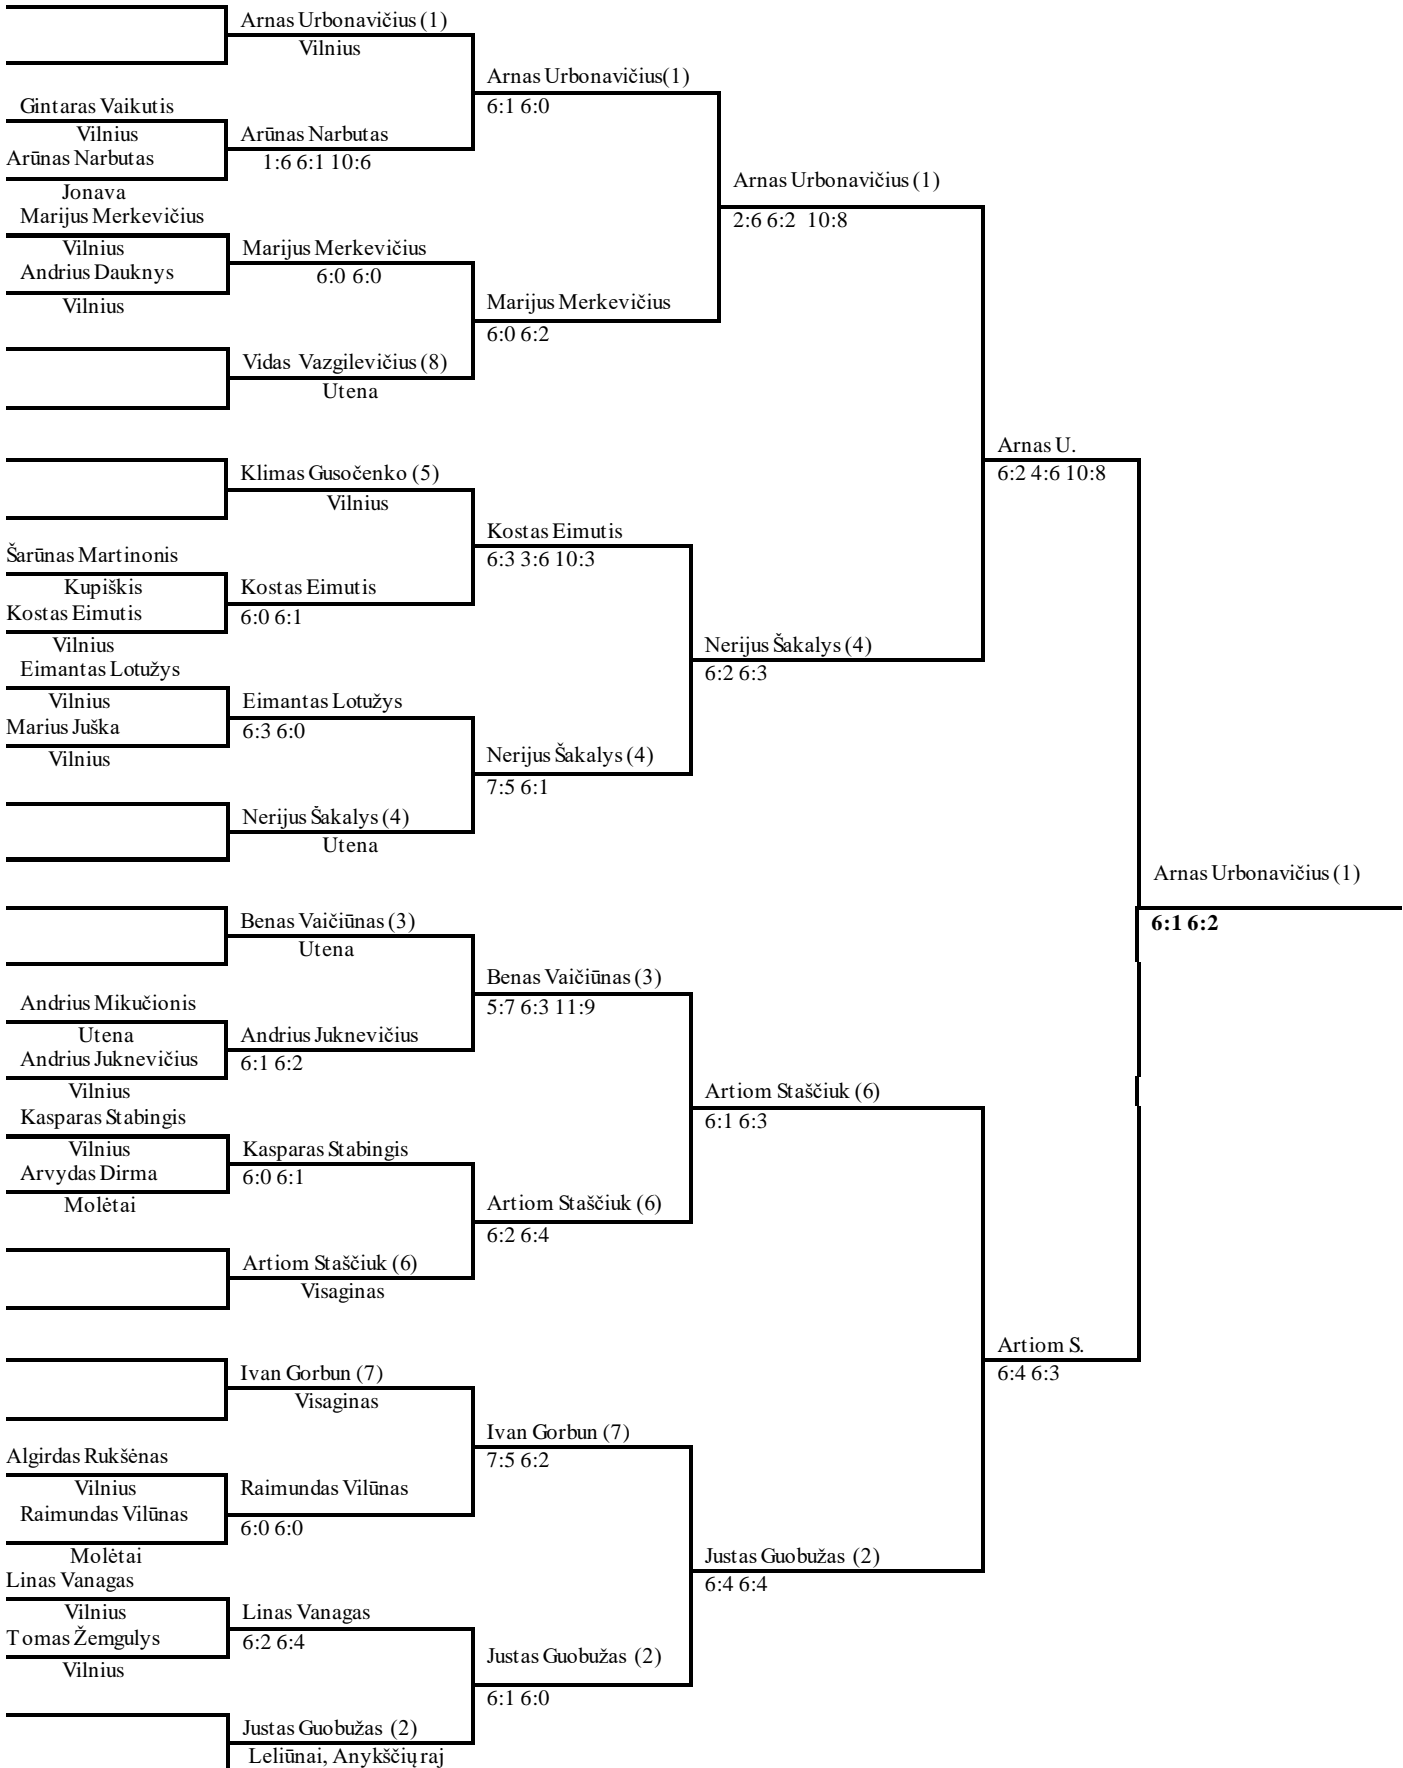 Arnas Urbonavičius (1)
Vilnius
Arnas Urbonavičius(1)
6:1 6:0
Gintaras Vaikutis
Vilnius
Arūnas Narbutas
Arūnas Narbutas
1:6 6:1 10:6
Jonava
Arnas Urbonavičius (1)
2:6 6:2 10:8
Marijus Merkevičius
Vilnius
Marijus Merkevičius
Andrius Dauknys
6:0 6:0
Vilnius
Marijus Merkevičius
6:0 6:2
Vidas Vazgilevičius (8)
Utena
Arnas U.
6:2 4:6 10:8
Klimas Gusočenko (5)
Vilnius
Kostas Eimutis
6:3 3:6 10:3
Šarūnas Martinonis
Kupiškis
Kostas Eimutis
Kostas Eimutis
6:0 6:1
Vilnius
Nerijus Šakalys (4)
6:2 6:3
Eimantas Lotužys
Vilnius
Eimantas Lotužys
Marius Juška
6:3 6:0
Vilnius
Nerijus Šakalys (4)
7:5 6:1
Nerijus Šakalys (4)
Utena
Arnas Urbonavičius (1)
6:1 6:2
Benas Vaičiūnas (3)
Utena
Benas Vaičiūnas (3)
5:7 6:3 11:9
Andrius Mikučionis
Utena
Andrius Juknevičius
Andrius Juknevičius
6:1 6:2
Vilnius
Artiom Staščiuk (6)
6:1 6:3
Kasparas Stabingis
Vilnius
Kasparas Stabingis
Arvydas Dirma
6:0 6:1
Molėtai
Artiom Staščiuk (6)
6:2 6:4
Artiom Staščiuk (6)
Visaginas
Artiom S.
6:4 6:3
Ivan Gorbun (7)
Visaginas
Ivan Gorbun (7)
7:5 6:2
Algirdas Rukšėnas
Vilnius
Raimundas Vilūnas
Raimundas Vilūnas
6:0 6:0
Molėtai
Justas Guobužas (2)
6:4 6:4
Linas Vanagas
Vilnius
Linas Vanagas
Tomas Žemgulys
6:2 6:4
Vilnius
Justas Guobužas (2)
6:1 6:0
Justas Guobužas (2)
Leliūnai, Anykščių raj